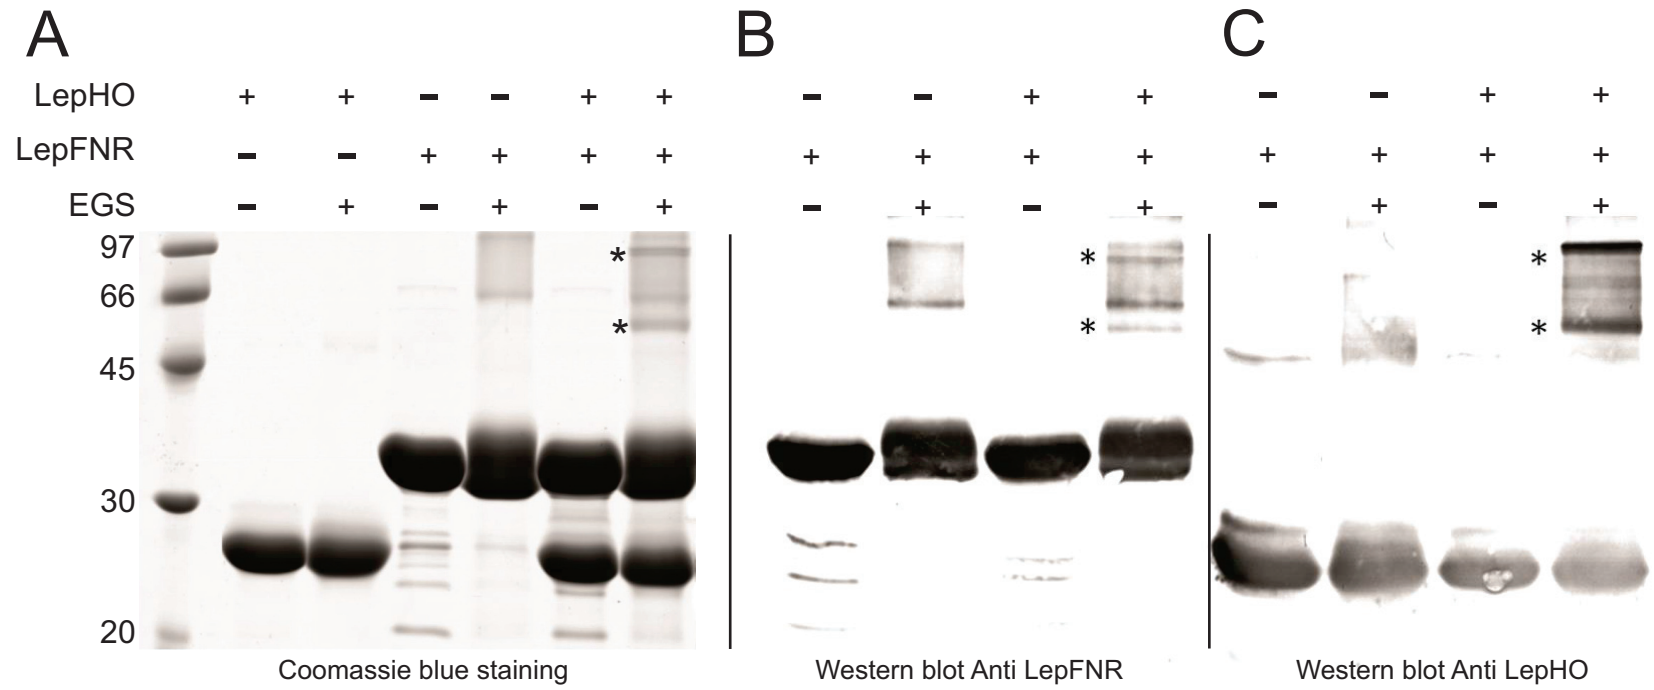 A B C
LepHO + + - - + + - - + + - - + +
LepFNR - - + + + + + + + + + + + +
EGS - + - + - + - + - + - + - +
97
*
*
*
66
*
*
*
45
30
20
Coomassie blue staining
Western blot Anti LepFNR
Western blot Anti LepHO